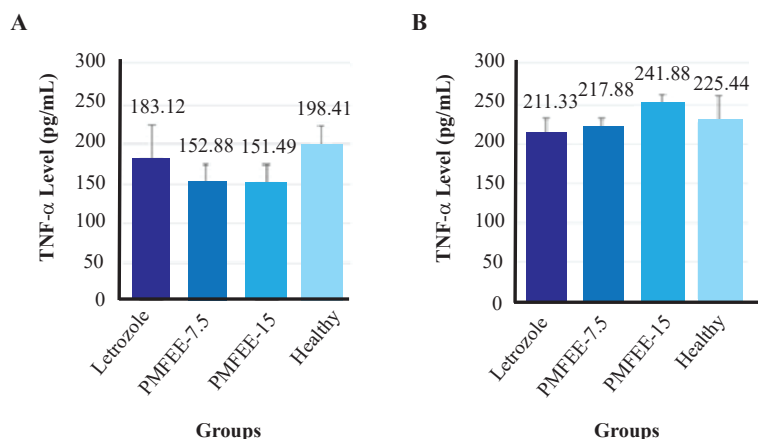 A
TNF-α Level (pg/mL)
300
250
200
150
100
50
0
183.12
152.88
151.49
198.41
Letrozole
PMFEE-7.5
PMFEE-15
Healthy
Groups
B
TNF-α Level (pg/mL)
300
250
200
150
100
50
0
211.33
217.88
241.88
225.44
Letrozole
PMFEE-7.5
PMFEE-15
Healthy
Groups